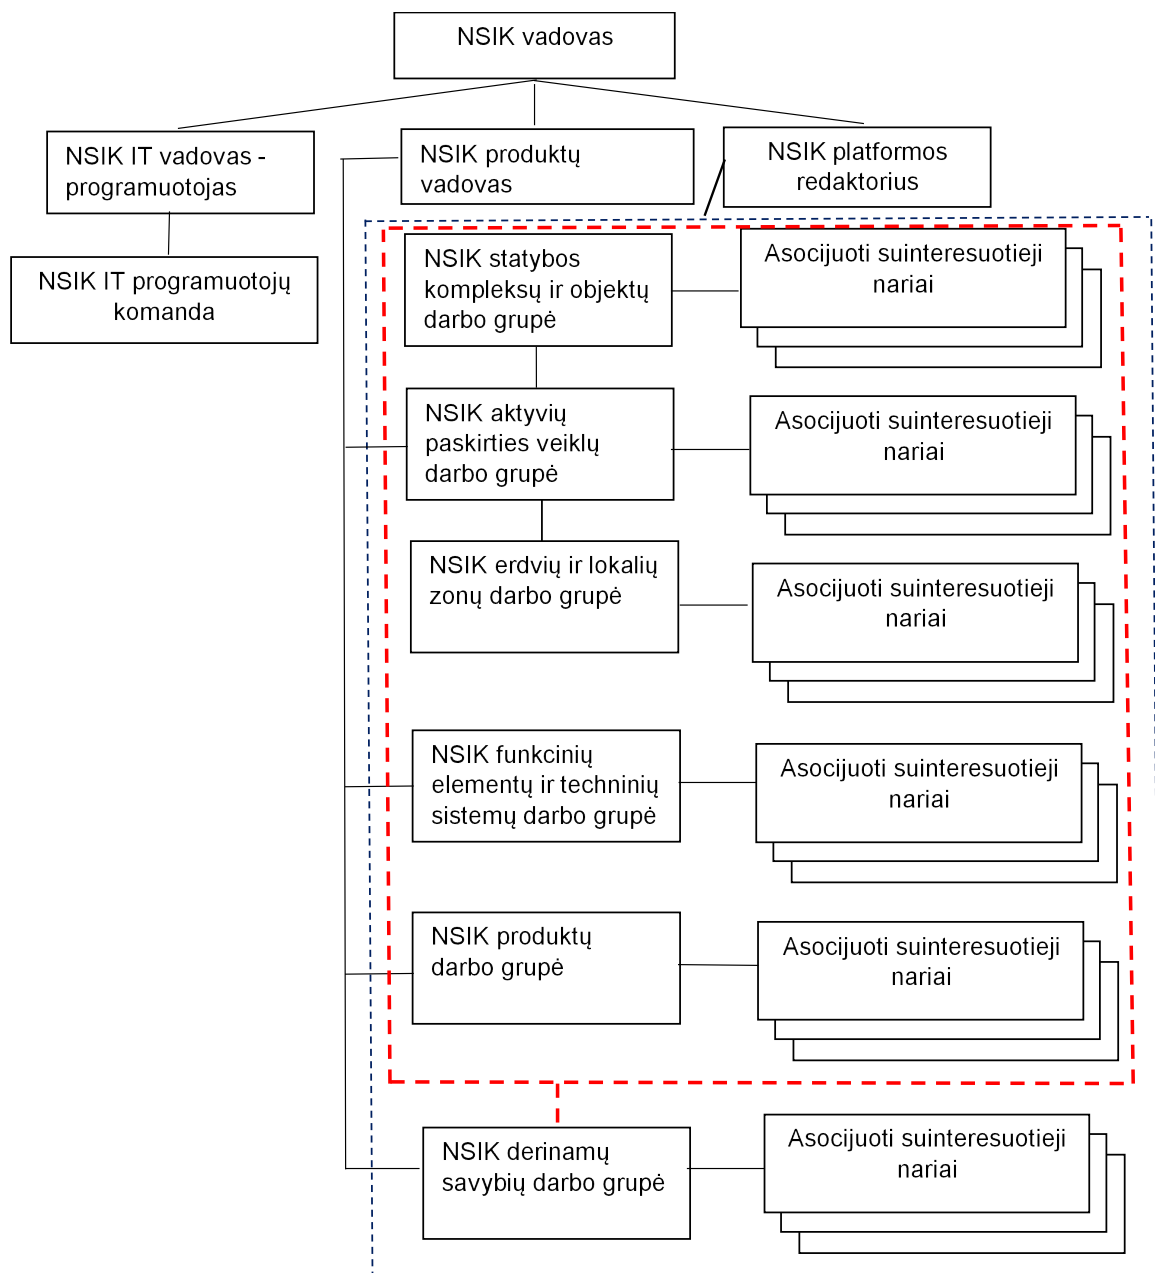 NSIK vadovas
NSIK IT vadovas -
programuotojas
NSIK produktų
vadovas
NSIK platformos
redaktorius
NSIK IT programuotojų
komanda
NSIK statybos
kompleksų ir objektų
darbo grupė
Asocijuoti suinteresuotieji
nariai
NSIK aktyvių
paskirties veiklų
darbo grupė
Asocijuoti suinteresuotieji
nariai
NSIK erdvių ir lokalių
zonų darbo grupė
Asocijuoti suinteresuotieji
nariai
NSIK funkcinių
elementų ir techninių
sistemų darbo grupė
Asocijuoti suinteresuotieji
nariai
NSIK produktų
darbo grupė
Asocijuoti suinteresuotieji
nariai
NSIK derinamų
savybių darbo grupė
Asocijuoti suinteresuotieji
nariai